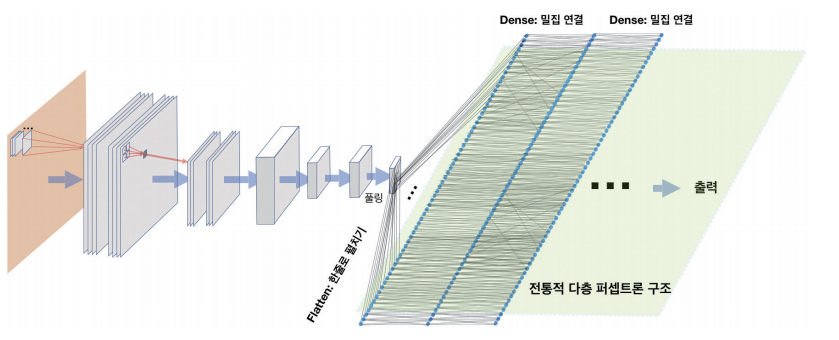 Dense: 밀집 연결
Dense: 밀집 연결
풀링
Flatten: 한줄로 펼치기
출력
전통적 다층 퍼셉트론 구조